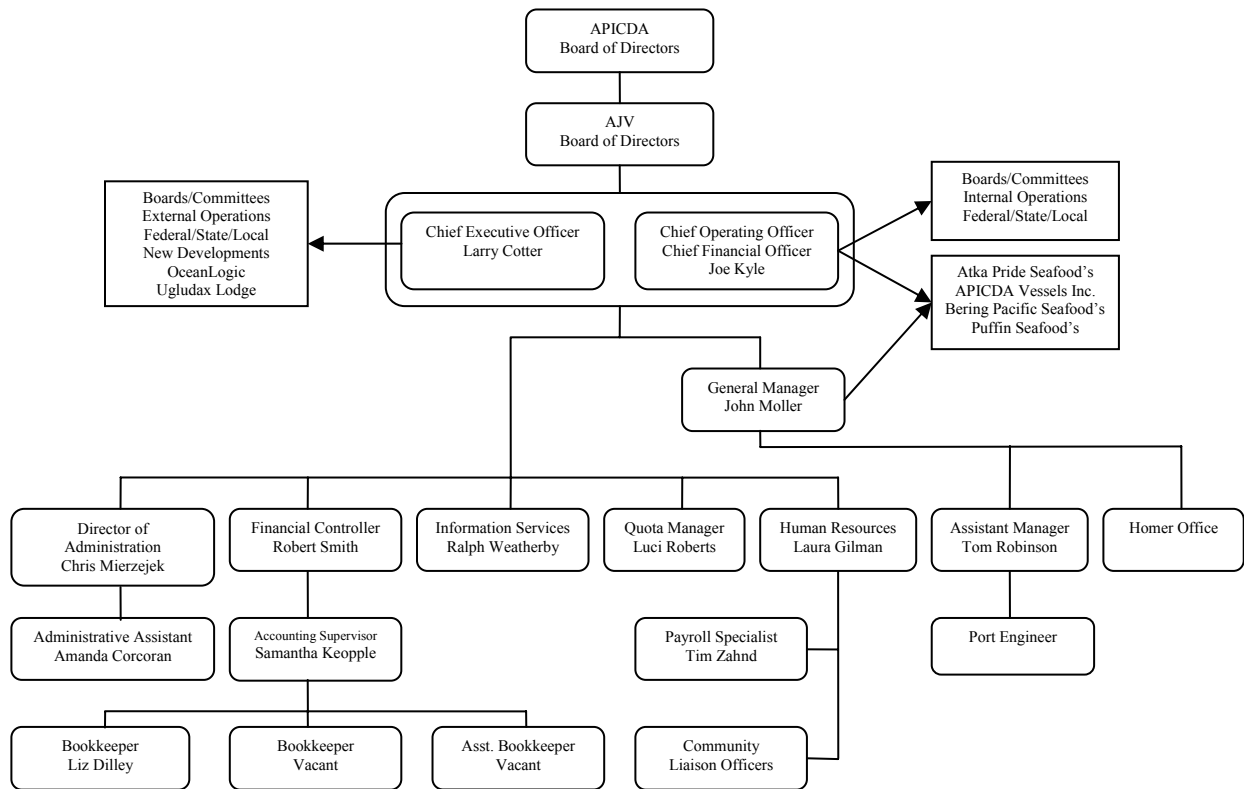 APICDA
Board of Directors
AJV
Board of Directors
Boards/Committees
External Operations
Federal/State/Local
New Developments
OceanLogic
Ugludax Lodge
Chief Executive Officer
Larry Cotter
Chief Operating Officer
Chief Financial Officer
Joe Kyle
Boards/Committees
Internal Operations
Federal/State/Local
Atka Pride Seafood’s
APICDA Vessels Inc.
Bering Pacific Seafood’s
Puffin Seafood’s
General Manager
John Moller
Director of
Administration
Chris Mierzejek
Financial Controller
Robert Smith
Information Services
Ralph Weatherby
Quota Manager
Luci Roberts
Human Resources
Laura Gilman
Assistant Manager
Tom Robinson
Homer Office
Administrative Assistant
Amanda Corcoran
Accounting Supervisor
Samantha Keopple
Payroll Specialist
Tim Zahnd
Port Engineer
Bookkeeper
Liz Dilley
Bookkeeper
Vacant
Asst. Bookkeeper
Vacant
Community
Liaison Officers